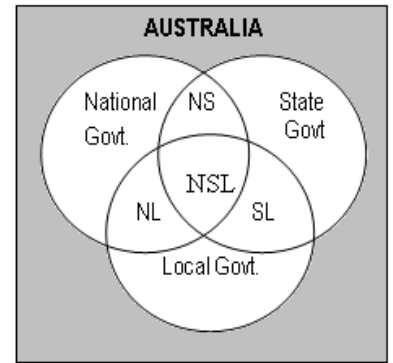 AUSTRALIA
National
Govt.
NS
State
Govt
NSL
NL
SL
Local Govt.